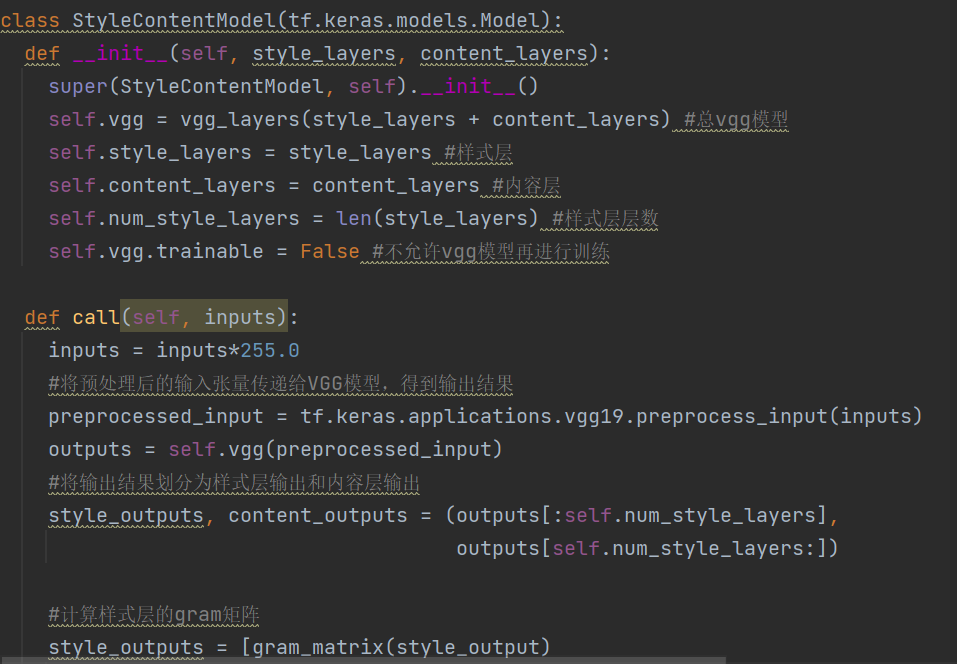 class StyleContentModel(tf.keras.models.Model):
def __init__(self, style_layers, content_layers):
super(StyleContentModel, self).__init__()
self.vgg = vgg_layers(style_layers + content_layers) #总vgg模型
self.style_layers = style_layers #样式层
self.content_layers = content_layers #内容层
self.num_style_layers = len(style_layers) #样式层层数
self.vgg.trainable = False #不允许vgg模型再进行训练
def call(self, inputs):
inputs = inputs*255.0
#将预处理后的输入张量传递给VGG模型，得到输出结果
preprocessed_input = tf.keras.applications.vgg19.preprocess_input(inputs)
outputs = self.vgg(preprocessed_input)
#将输出结果划分为样式层输出和内容层输出
style_outputs, content_outputs = (outputs[:self.num_style_layers],
outputs[self.num_style_layers:])
#计算样式层的gram矩阵
style_outputs = [gram_matrix(style_output)